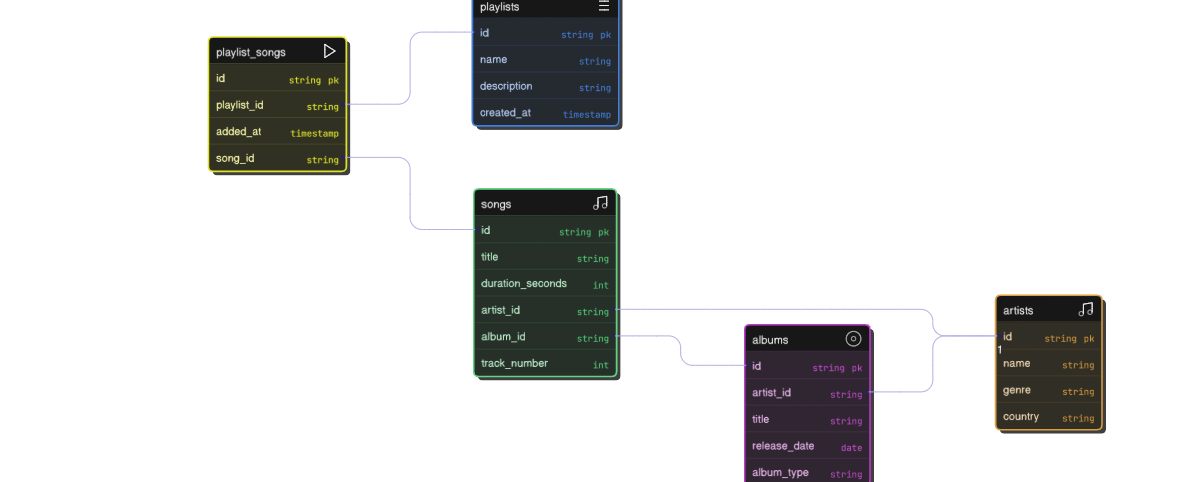 playlists
id string pk
name string
description string
created_at timestamp
playlist_songs
id string pk
playlist_id string
added_at timestamp
song_id string
songs
id string pk
title string
duration_seconds int
artist_id string
album_id string
track_number int
albums
id string pk
artist_id string
title string
release_date date
album_type string
artists
id string pk
1
name string
genre string
country string